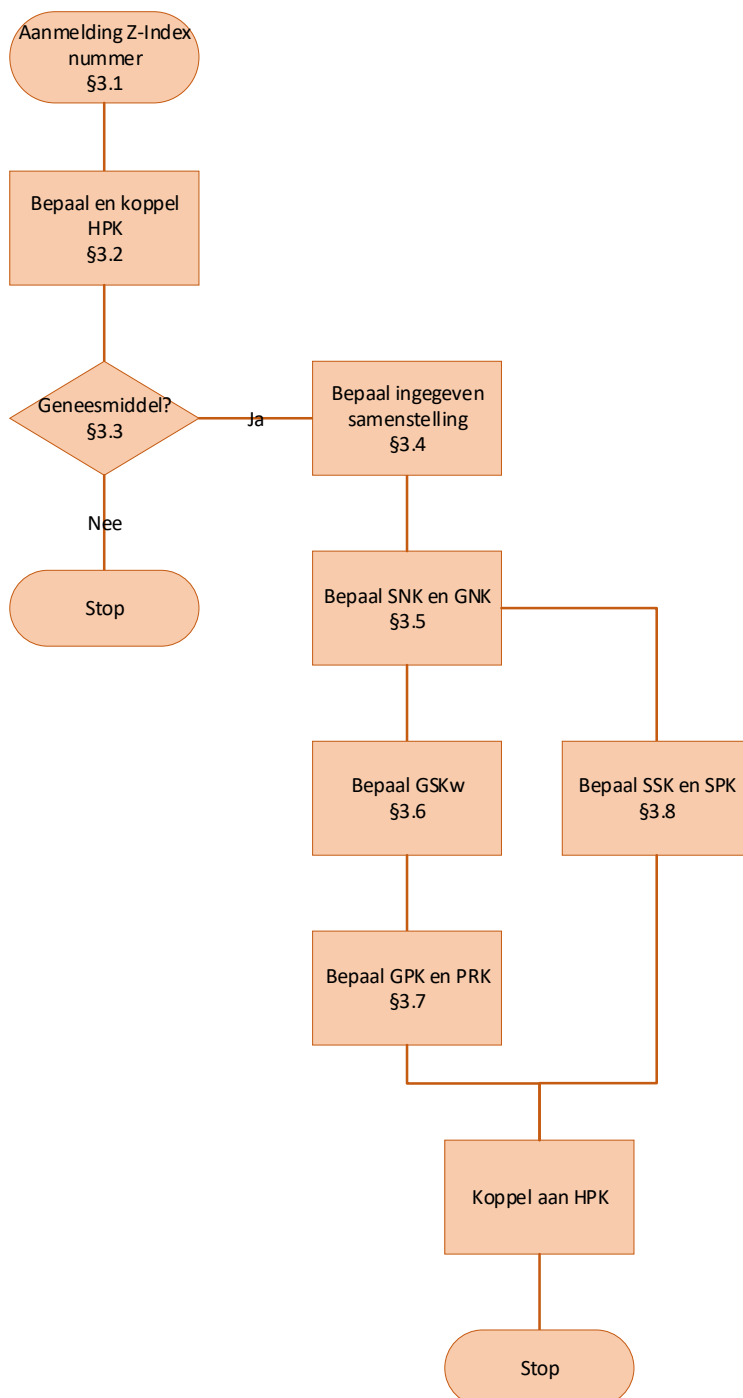 Aanmelding Z-Index
nummer
§3.1
Bepaal en koppel
HPK
§3.2
Geneesmiddel?
§3.3
Ja
Nee
Stop
Bepaal ingegeven
samenstelling
§3.4
Bepaal SNK en GNK
§3.5
Bepaal GSKw
§3.6
Bepaal SSK en SPK
§3.8
Bepaal GPK en PRK
§3.7
Koppel aan HPK
Stop